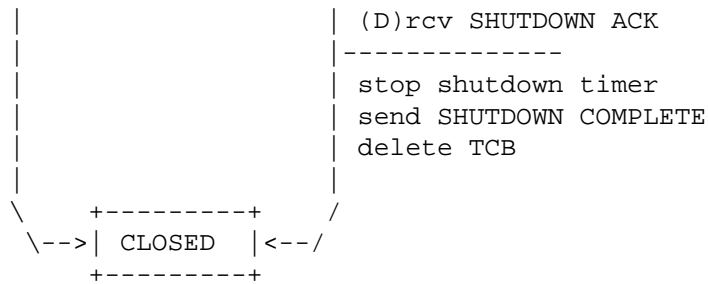 |                      | (D)rcv SHUTDOWN ACK
|                      |--------------
|                      | stop shutdown timer
|                      | send SHUTDOWN COMPLETE
|                      | delete TCB
|                      |
\     +---------+     /
 \-->| CLOSED  |<--/
     +---------+